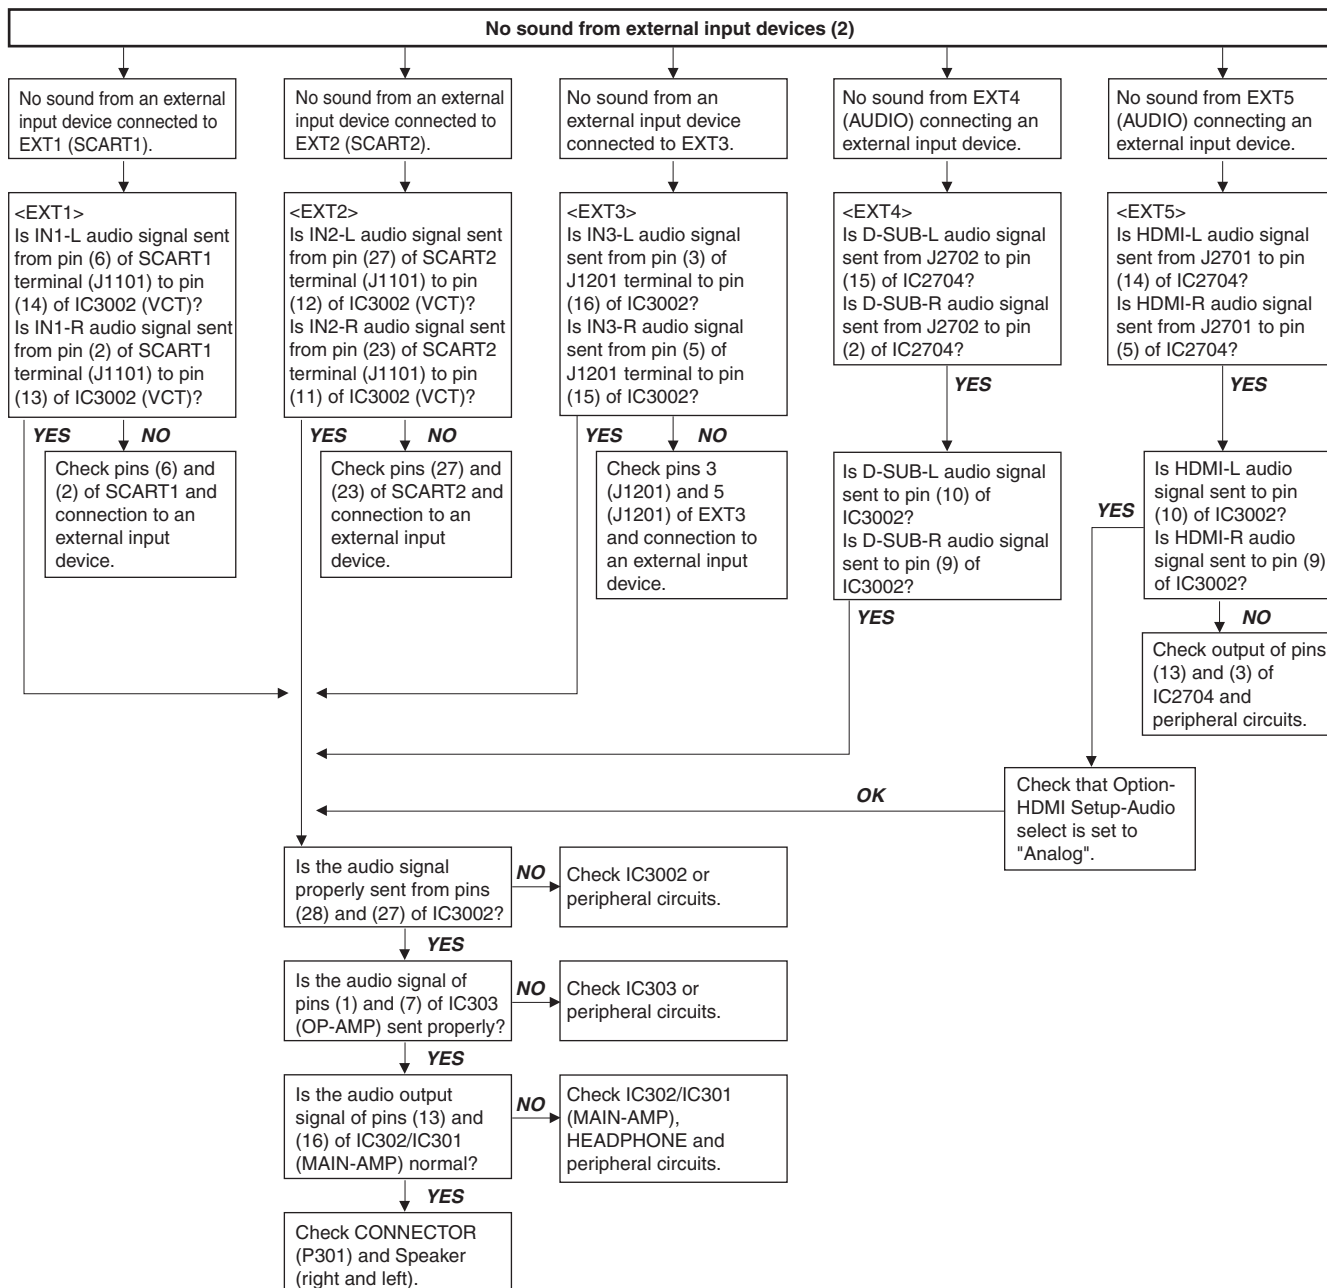 No sound from external input devices (2)
No sound from an external
input device connected to
EXT1 (SCART1).
No sound from an external
input device connected to
EXT2 (SCART2).
No sound from an
external input device
connected to EXT3.
No sound from EXT4
(AUDIO) connecting an
external input device.
No sound from EXT5
(AUDIO) connecting an
external input device.
<EXT1>
Is IN1-L audio signal sent
from pin (6) of SCART1
terminal (J1101) to pin
(14) of IC3002 (VCT)?
Is IN1-R audio signal sent
from pin (2) of SCART1
terminal (J1101) to pin
(13) of IC3002 (VCT)?
<EXT2>
Is IN2-L audio signal sent
from pin (27) of SCART2
terminal (J1101) to pin
(12) of IC3002 (VCT)?
Is IN2-R audio signal sent
from pin (23) of SCART2
terminal (J1101) to pin
(11) of IC3002 (VCT)?
<EXT3>
Is IN3-L audio signal
sent from pin (3) of
J1201 terminal to pin
(16) of IC3002?
Is IN3-R audio signal
sent from pin (5) of
J1201 terminal to pin
(15) of IC3002?
<EXT4>
Is D-SUB-L audio signal
sent from J2702 to pin
(15) of IC2704?
Is D-SUB-R audio signal
sent from J2702 to pin
(2) of IC2704?
<EXT5>
Is HDMI-L audio signal
sent from J2701 to pin
(14) of IC2704?
Is HDMI-R audio signal
sent from J2701 to pin
(5) of IC2704?
YES
YES
YES
NO
YES
NO
YES
NO
Check pins (6) and
(2) of SCART1 and
connection to an
external input
device.
Check pins (27) and
(23) of SCART2 and
connection to an
external input
device.
Check pins 3
(J1201) and 5
(J1201) of EXT3
and connection to
an external input
device.
Is D-SUB-L audio signal
sent to pin (10) of
IC3002?
Is D-SUB-R audio signal
sent to pin (9) of
IC3002?
YES
Is HDMI-L audio
signal sent to pin
(10) of IC3002?
Is HDMI-R audio
signal sent to pin (9)
of IC3002?
YES
NO
Check output of pins
(13) and (3) of
IC2704 and
peripheral circuits.
OK
Check that Option-
HDMI Setup-Audio
select is set to
"Analog".
Is the audio signal
properly sent from pins
(28) and (27) of IC3002?
NO
Check IC3002 or
peripheral circuits.
YES
Is the audio signal of
pins (1) and (7) of IC303
(OP-AMP) sent properly?
NO
Check IC303 or
peripheral circuits.
YES
Is the audio output
signal of pins (13) and
(16) of IC302/IC301
(MAIN-AMP) normal?
NO
Check IC302/IC301
(MAIN-AMP),
HEADPHONE and
peripheral circuits.
YES
Check CONNECTOR
(P301) and Speaker
(right and left).